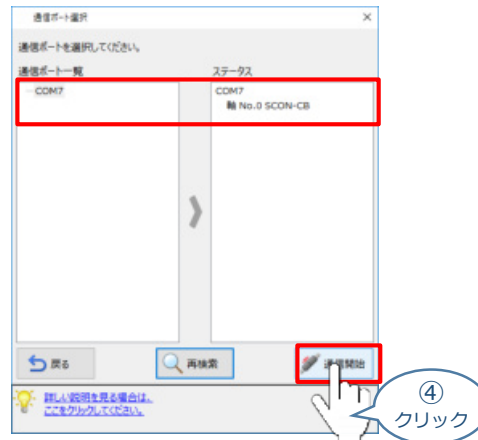 通信ポート選択
×
通信ポートを選択してください。
通信ポート一覧
ステータス
COM7
COM7
軸 No.0 SCON-CB
戻る
再検索
通信開始
詳しい説明を見る場合は、
ここをクリックしてください。
④
クリック